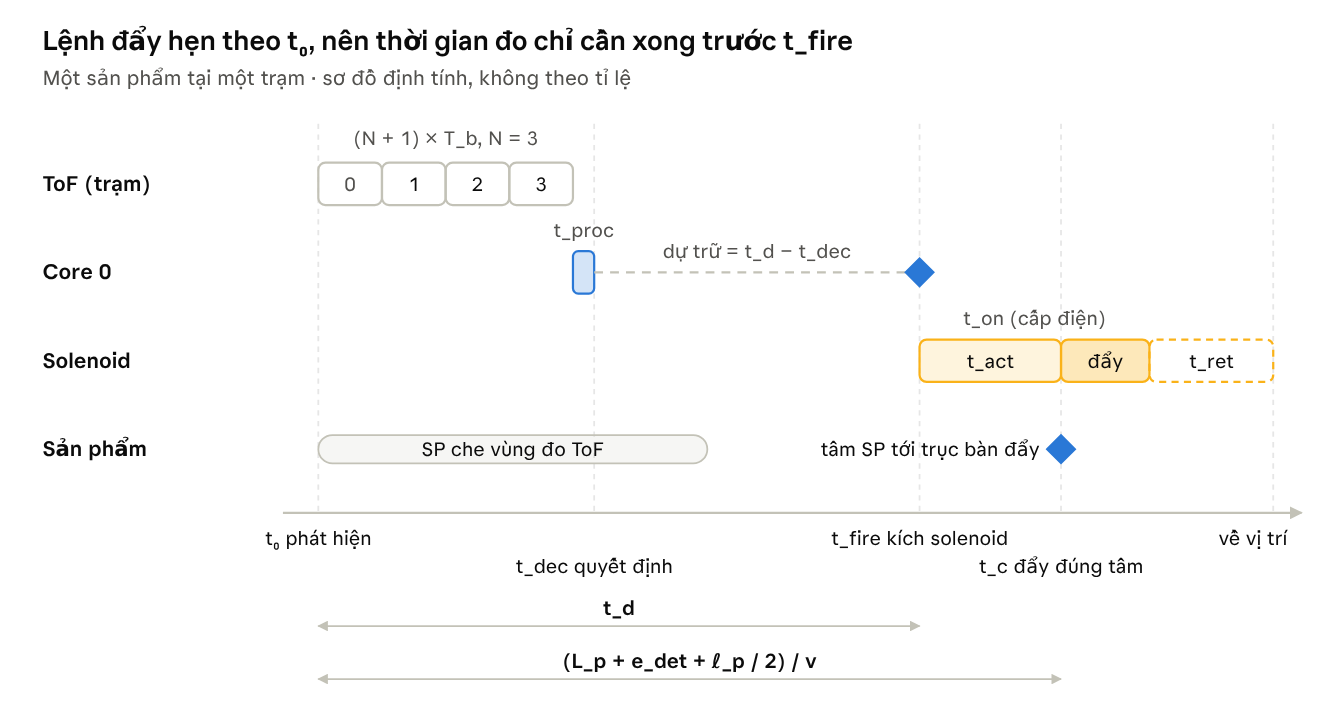 Lệnh đẩy hẹn theo t₀, nên thời gian đo chỉ cần xong trước t_fire
Một sản phẩm tại một trạm · sơ đồ định tính, không theo tỉ lệ
(N + 1) × T_b, N = 3
ToF (trạm)
0 1 2 3
t_proc
dự trữ = t_d − t_dec
Core 0
t_on (cấp điện)
Solenoid
t_act đẩy t_ret
Sản phẩm
SP che vùng đo ToF
tâm SP tới trục bàn đẩy
t₀ phát hiện
t_fire kích solenoid
về vị trí
t_dec quyết định
t_c đẩy đúng tâm
t_d
(L_p + e_det + ℓ_p / 2) / v